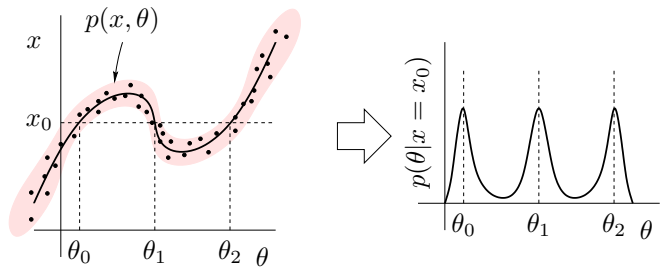 p(x, θ)
x
x₀
θ₀ θ₁ θ₂ θ
p(θ|x = x₀)
θ₀ θ₁ θ₂ θ